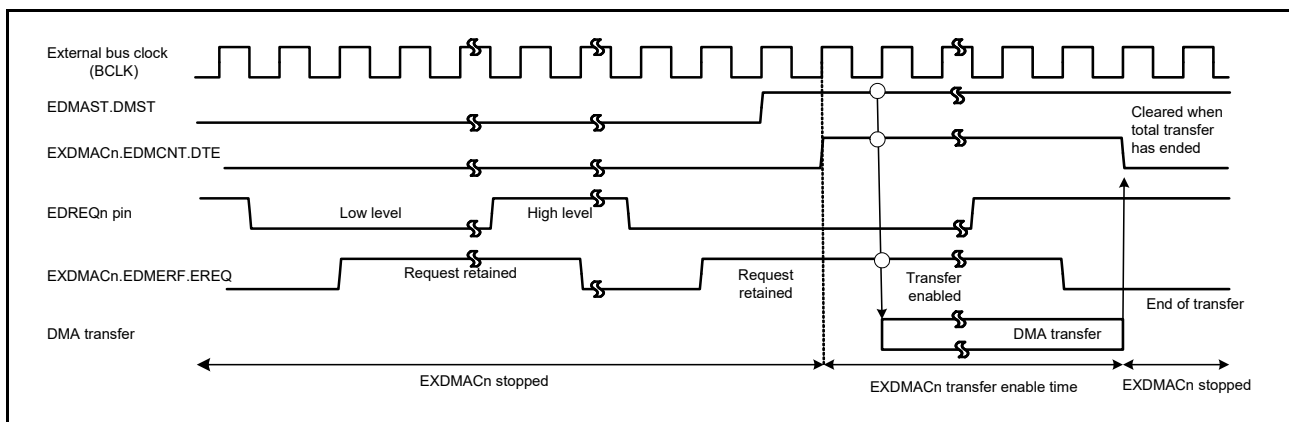 External bus clock
(BCLK)
EDMAST.DMST
Cleared when
total transfer
has ended
EXDMACn.EDMCNT.DTE
EDREQn pin
Low level
High level
EXDMACn.EDMERF.EREQ
Request retained
Request
retained
Transfer
enabled
End of transfer
DMA transfer
DMA transfer
EXDMACn stopped
EXDMACn transfer enable time
EXDMACn stopped